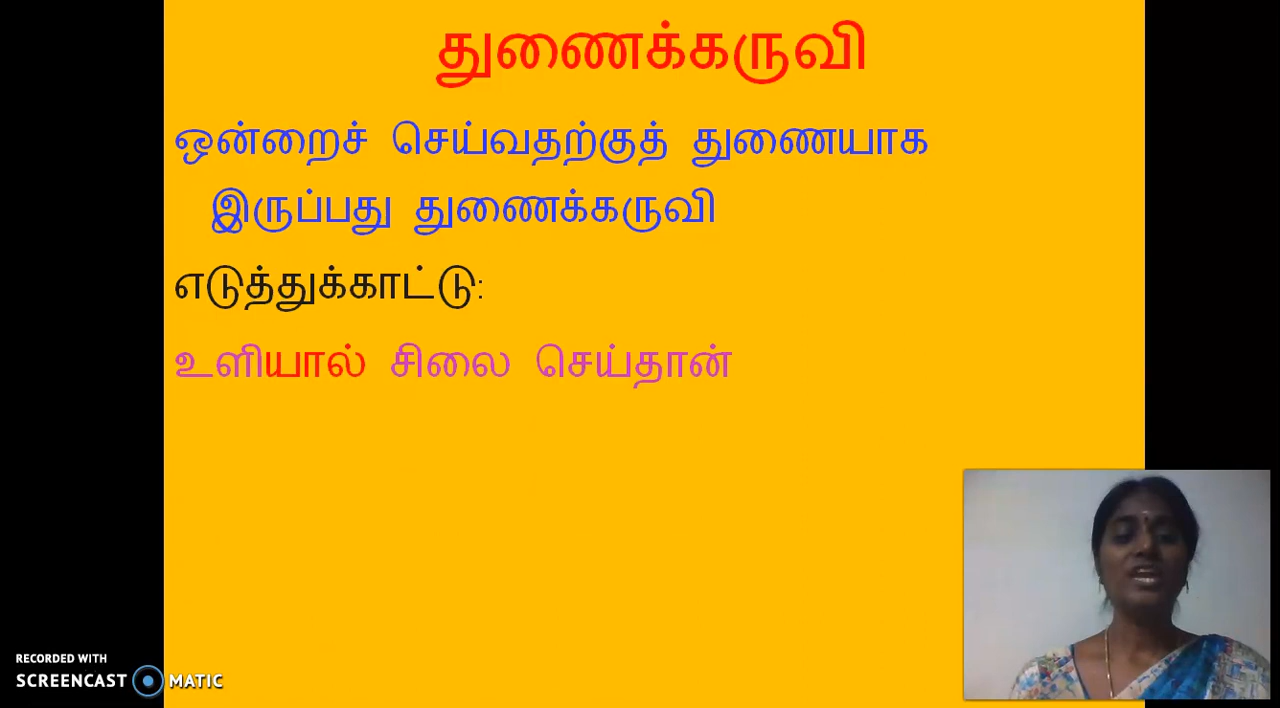 துணைக்கருவி
ஒன்றைச் செய்வதற்குத் துணையாக
இருப்பது துணைக்கருவி
எடுத்துக்காட்டு:
உளியால் சிலை செய்தான்
RECORDED WITH
SCREENCAST MATIC